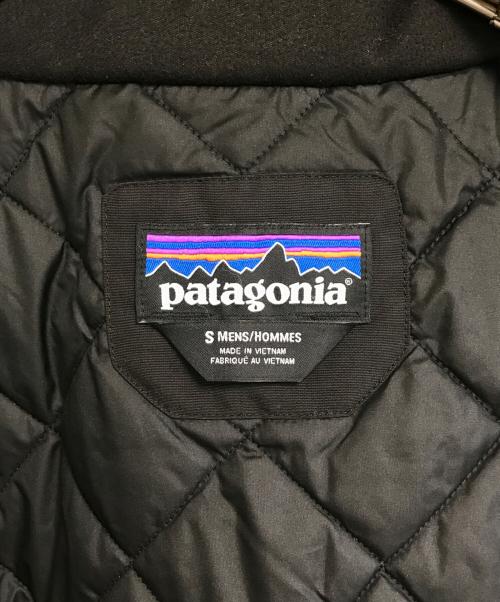 patagonia®
S MENS/HOMMES
MADE IN VIETNAM
FABRIQUÉ AU VIETNAM